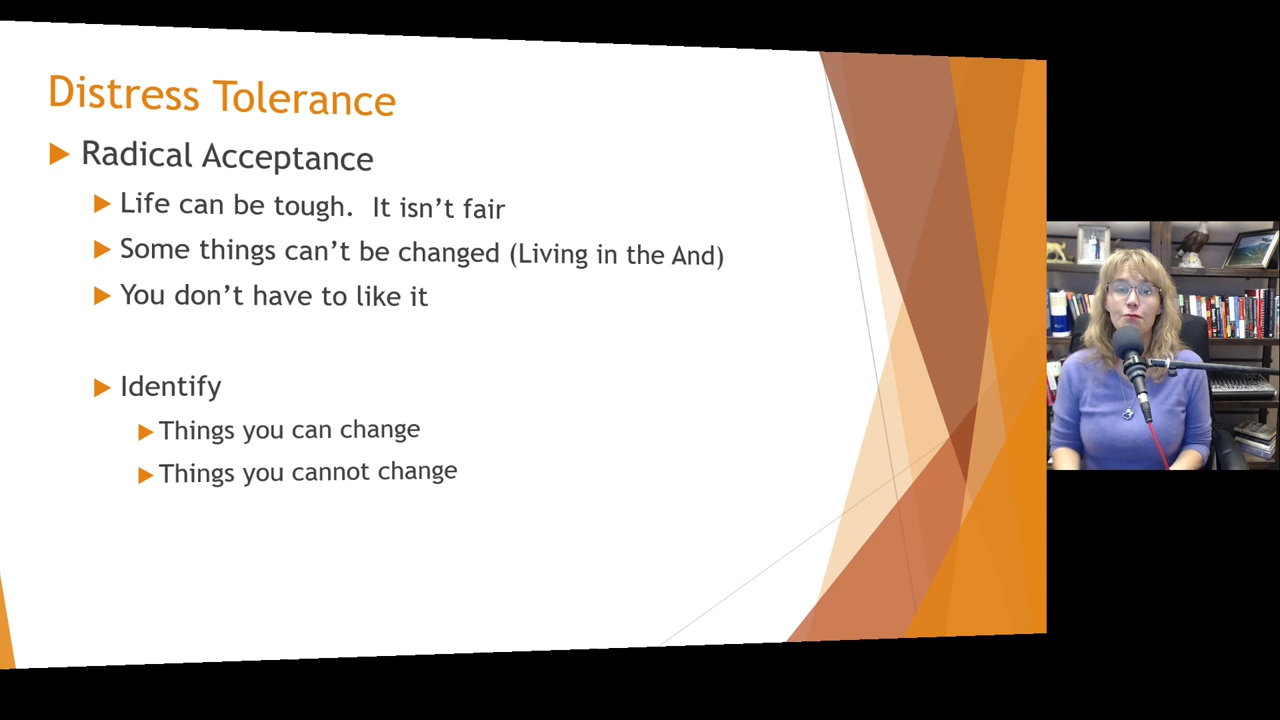 Distress Tolerance
Radical Acceptance
Life can be tough.  It isn’t fair
Some things can’t be changed (Living in the And)
You don’t have to like it
Identify
Things you can change
Things you cannot change